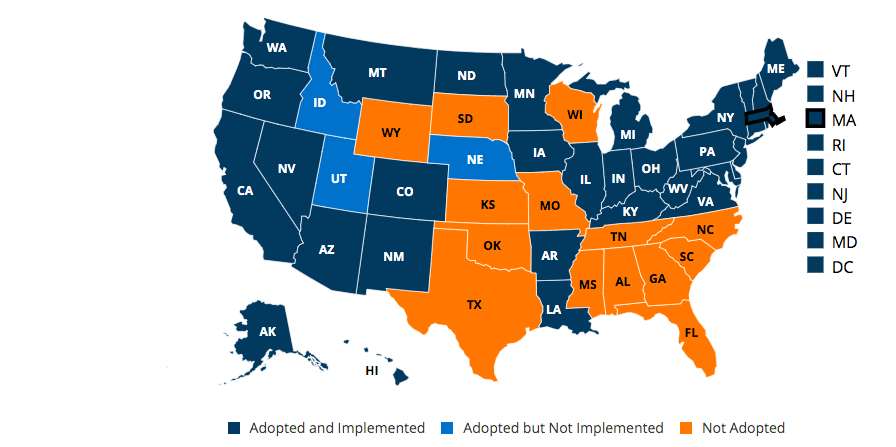 WA
MT
ND
MN
ME
VT
OR
ID
SD
WI
NY
NH
MA
WY
MI
RI
NV
UT
NE
IA
IL
IN
OH
PA
CT
CA
CO
KS
MO
WV
VA
NJ
KY
DE
AZ
NM
OK
AR
TN
NC
MD
TX
LA
MS
AL
GA
SC
DC
AK
HI
FL
Adopted and Implemented
Adopted but Not Implemented
Not Adopted